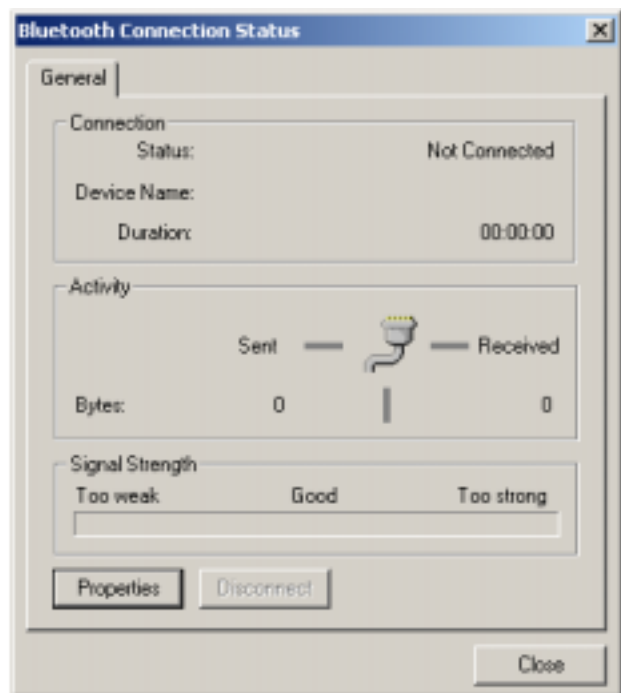 Bluetooth Connection Status
General
Connection
Status: Not Connected
Device Name:
Duration: 00:00:00
Activity
Sent Received
Bytes: 0 0
Signal Strength
Too weak Good Too strong
Properties Disconnect
Close